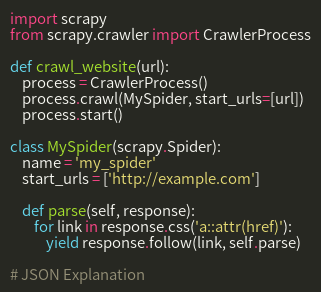 import scrapy
from scrapy.crawler import CrawlerProcess

def crawl_website(url):
    process = CrawlerProcess()
    process.crawl(MySpider, start_urls=[url])
    process.start()

class MySpider(scrapy.Spider):
    name = 'my_spider'
    start_urls = ['http://example.com']

    def parse(self, response):
        for link in response.css('a::attr(href)'):
            yield response.follow(link, self.parse)

# JSON Explanation